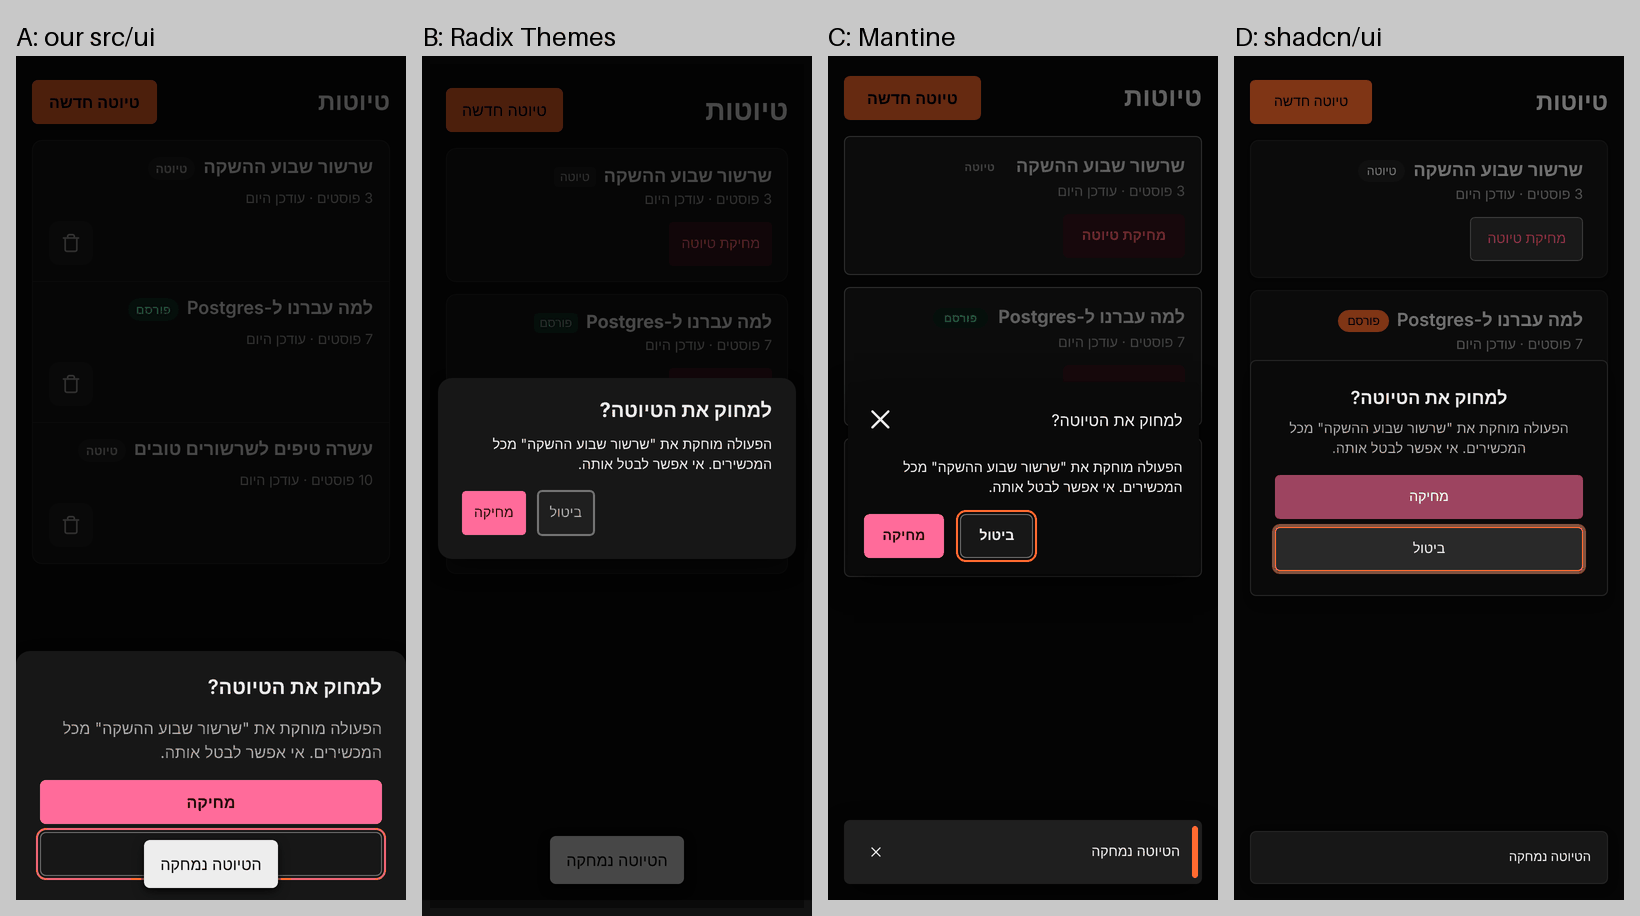 A: our src/ui
טיוטות
טיוטה חדשה
שרשור שבוע ההשקה
טיוטה
3 פוסטים · עודכן היום
למה עברנו ל-Postgres
פורסם
7 פוסטים · עודכן היום
עשרה טיפים לשרשורים טובים
טיוטה
10 פוסטים · עודכן היום
למחוק את הטיוטה?
הפעולה מוחקת את "שרשור שבוע ההשקה" מכל
המכשירים. אי אפשר לבטל אותה.
מחיקה
הטיוטה נמחקה
B: Radix Themes
טיוטות
טיוטה חדשה
שרשור שבוע ההשקה
טיוטה
3 פוסטים · עודכן היום
מחיקת טיוטה
למה עברנו ל-Postgres
פורסם
7 פוסטים · עודכן היום
למחוק את הטיוטה?
הפעולה מוחקת את "שרשור שבוע ההשקה" מכל
המכשירים. אי אפשר לבטל אותה.
ביטול
מחיקה
הטיוטה נמחקה
C: Mantine
טיוטות
טיוטה חדשה
שרשור שבוע ההשקה
טיוטה
3 פוסטים · עודכן היום
מחיקת טיוטה
למה עברנו ל-Postgres
פורסם
7 פוסטים · עודכן היום
למחוק את הטיוטה?
הפעולה מוחקת את "שרשור שבוע ההשקה" מכל
המכשירים. אי אפשר לבטל אותה.
ביטול
מחיקה
הטיוטה נמחקה
D: shadcn/ui
טיוטות
טיוטה חדשה
שרשור שבוע ההשקה
טיוטה
3 פוסטים · עודכן היום
מחיקת טיוטה
למה עברנו ל-Postgres
פורסם
7 פוסטים · עודכן היום
למחוק את הטיוטה?
הפעולה מוחקת את "שרשור שבוע ההשקה" מכל
המכשירים. אי אפשר לבטל אותה.
מחיקה
ביטול
הטיוטה נמחקה